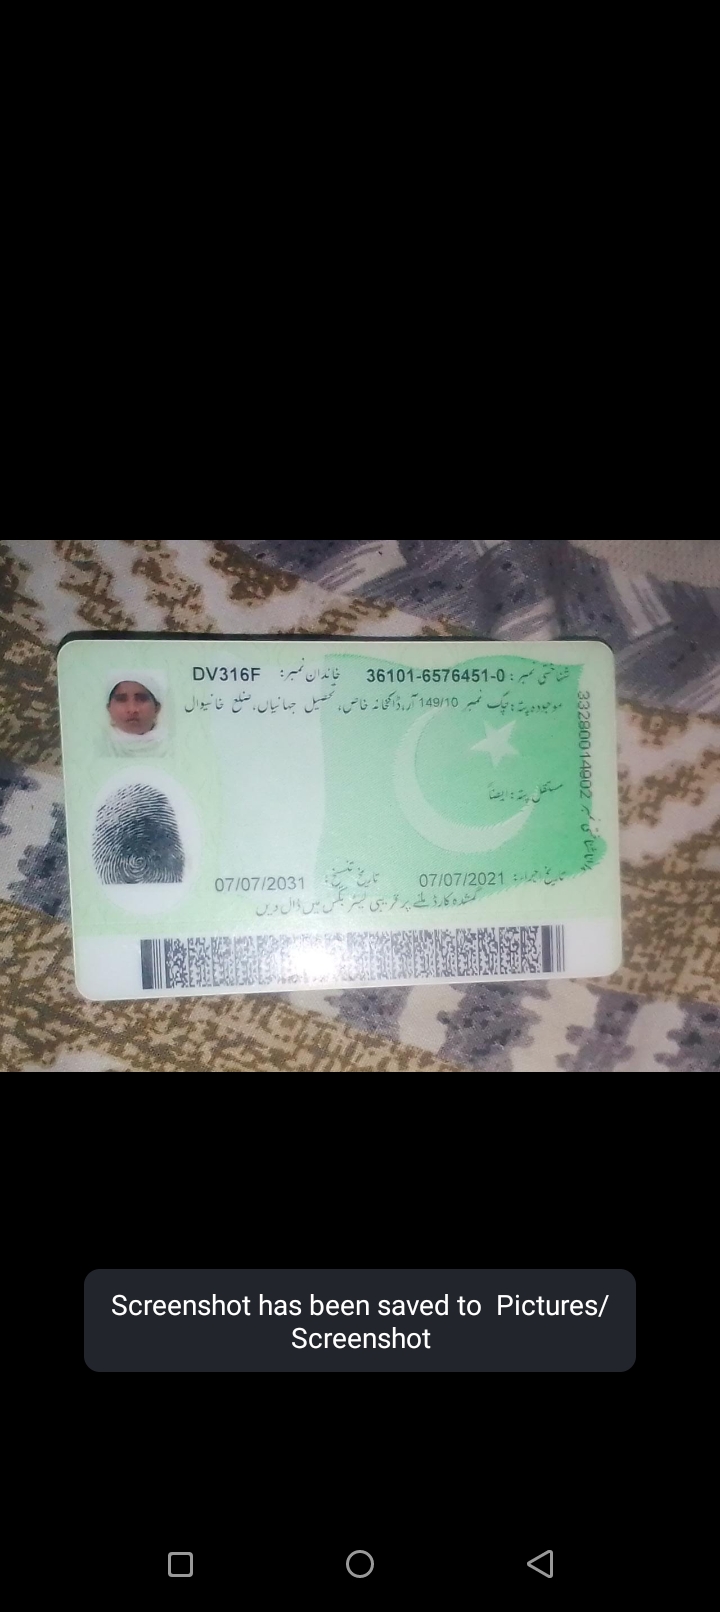 شناختی نمبر: 36101-6576451-0 خاندان نمبر: DV316F
موجودہ پتہ: چک نمبر 149/10 آر، ڈاکخانہ خاص، تحصیل جہانیاں، ضلع خانیوال
مستقل پتہ: ایضاً
33280014902
تاریخ اجراء: 07/07/2021 تاریخ تنسیخ: 07/07/2031
گمشدہ کارڈ ملنے پر قریبی لیٹر بکس میں ڈال دیں
Screenshot has been saved to Pictures/
Screenshot